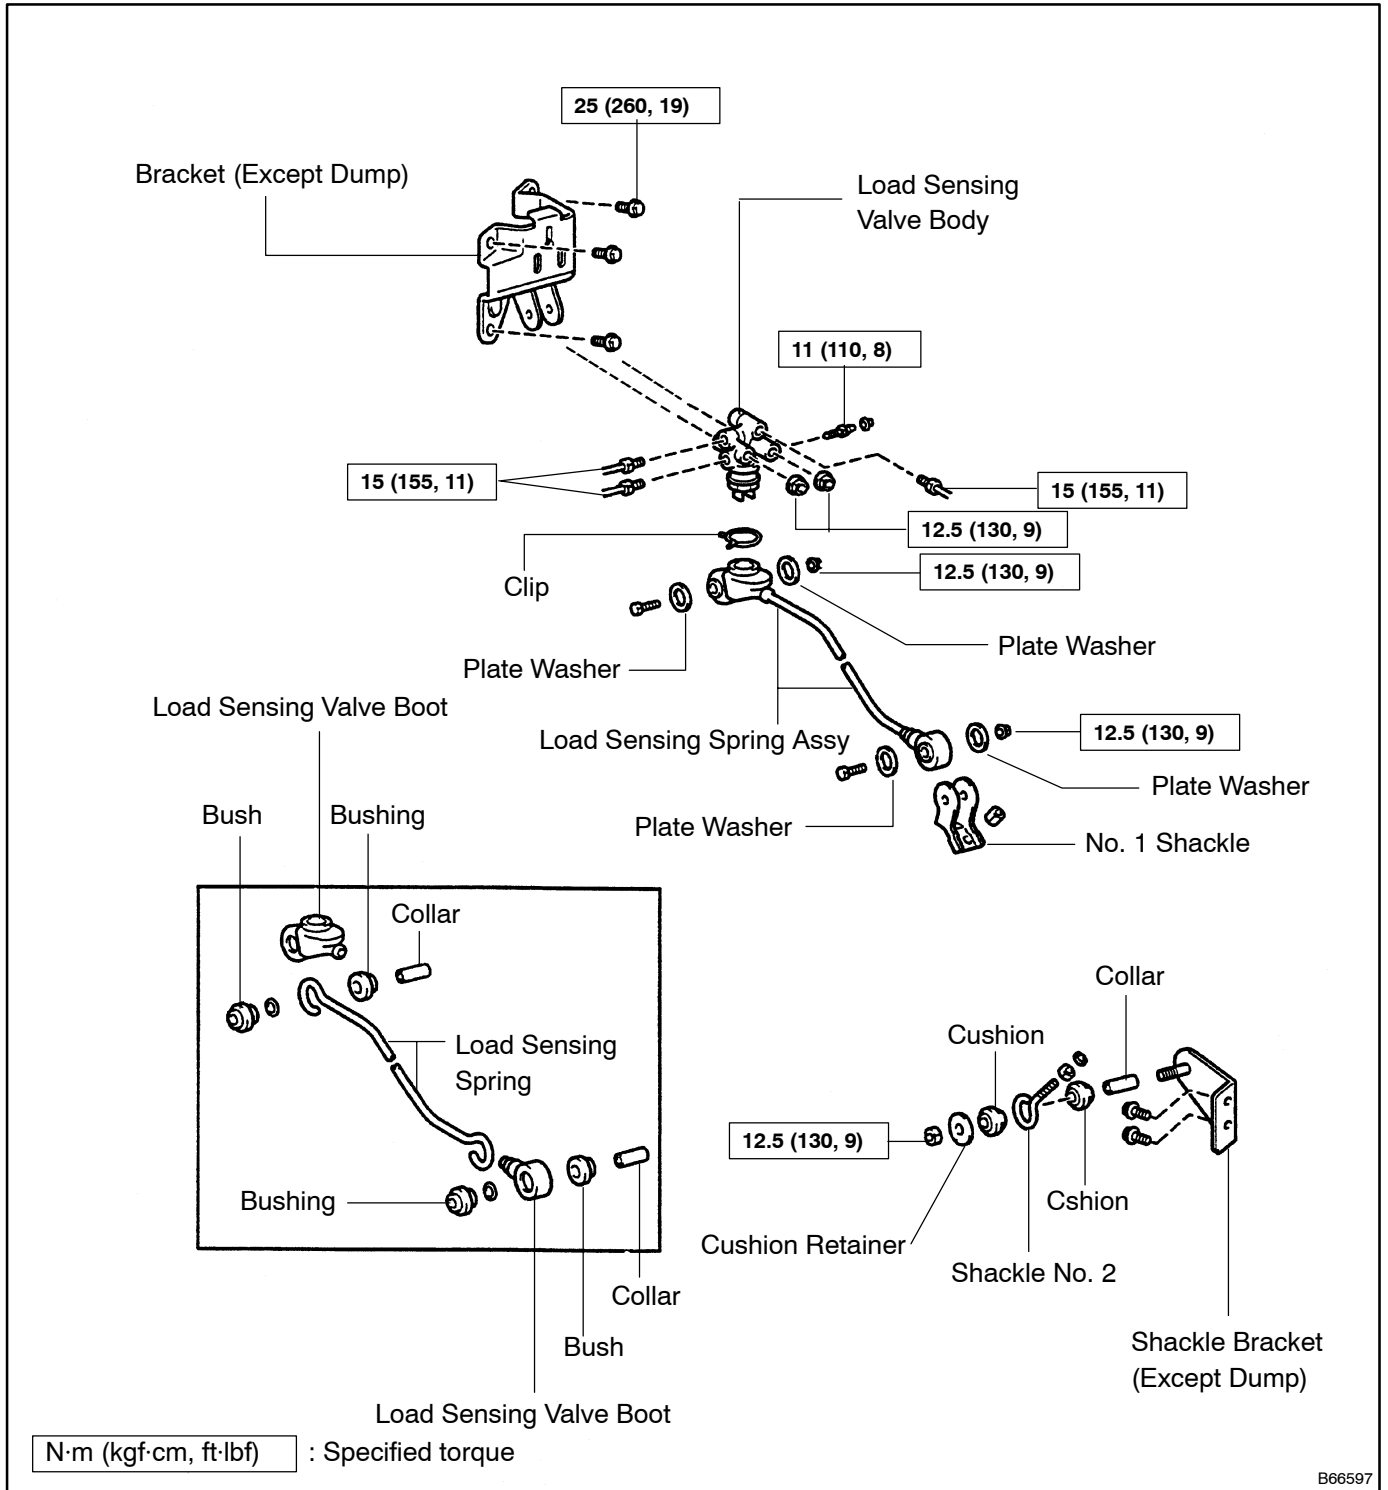 25 (260, 19)
Bracket (Except Dump)
Load Sensing
Valve Body
11 (110, 8)
15 (155, 11)
15 (155, 11)
12.5 (130, 9)
12.5 (130, 9)
Clip
Plate Washer
Plate Washer
Load Sensing Valve Boot
Load Sensing Spring Assy
12.5 (130, 9)
Plate Washer
Bush
Bushing
Plate Washer
No. 1 Shackle
Collar
Collar
Cushion
Load Sensing
Spring
12.5 (130, 9)
Bushing
Cshion
Cushion Retainer
Shackle No. 2
Collar
Bush
Shackle Bracket
(Except Dump)
Load Sensing Valve Boot
N·m (kgf·cm, ft·lbf) : Specified torque
B66597